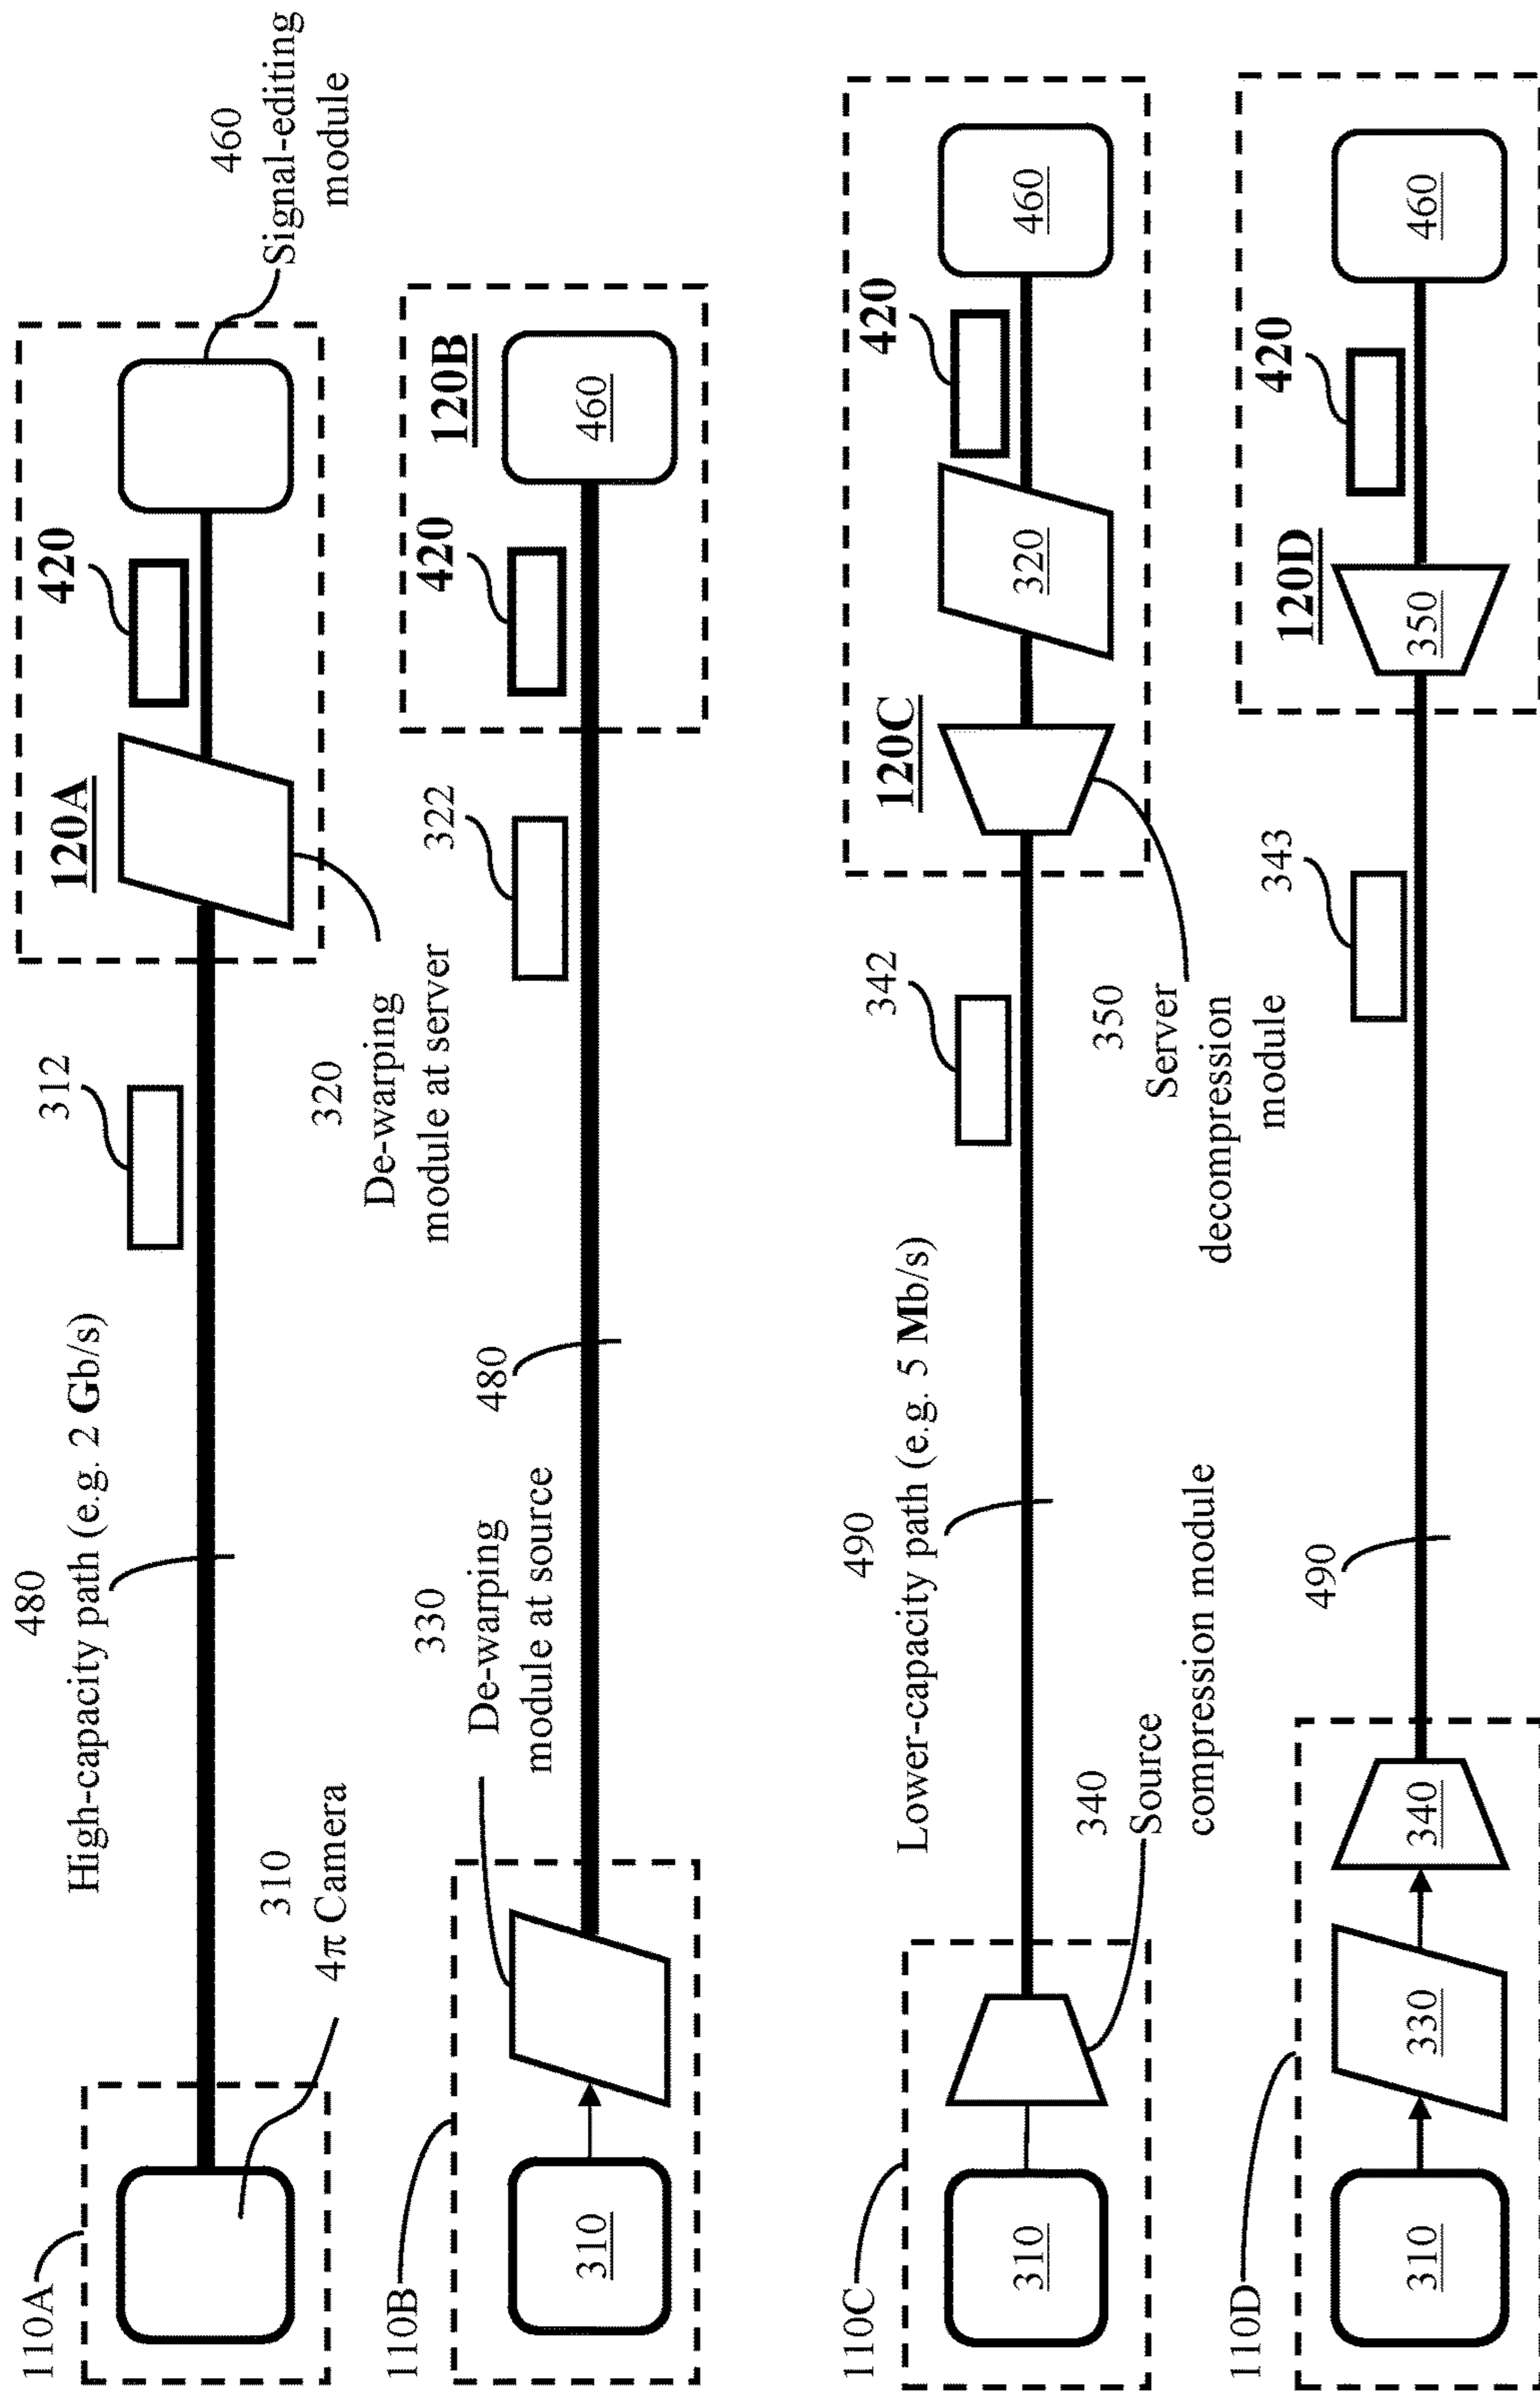 110A
310
4π Camera
480
High-capacity path (e.g. 2 Gb/s)
312
320
De-warping
module at server
120A
420
460
Signal-editing
module
110B
310
330
De-warping
module at source
480
322
420
120B
460
110C
310
340
Source
compression module
490
Lower-capacity path (e.g. 5 Mb/s)
342
350
Server
decompression
module
120C
320
420
460
110D
310
330
340
490
343
120D
350
420
460